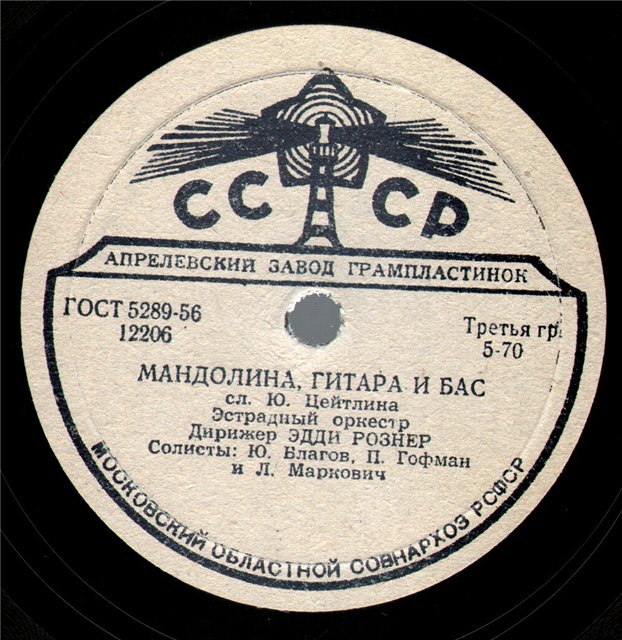 СССР
АПРЕЛЕВСКИЙ ЗАВОД ГРАМПЛАСТИНОК
ГОСТ 5289-56
12206
Третья гр.
5-70
МАНДОЛИНА, ГИТАРА И БАС
сл. Ю. Цейтлина
Эстрадный оркестр
Дирижер ЭДДИ РОЗНЕР
Солисты: Ю. Благов, П. Гофман
и Л. Маркович
МОСКОВСКИЙ ОБЛАСТНОЙ СОВНАРХОЗ РСФСР